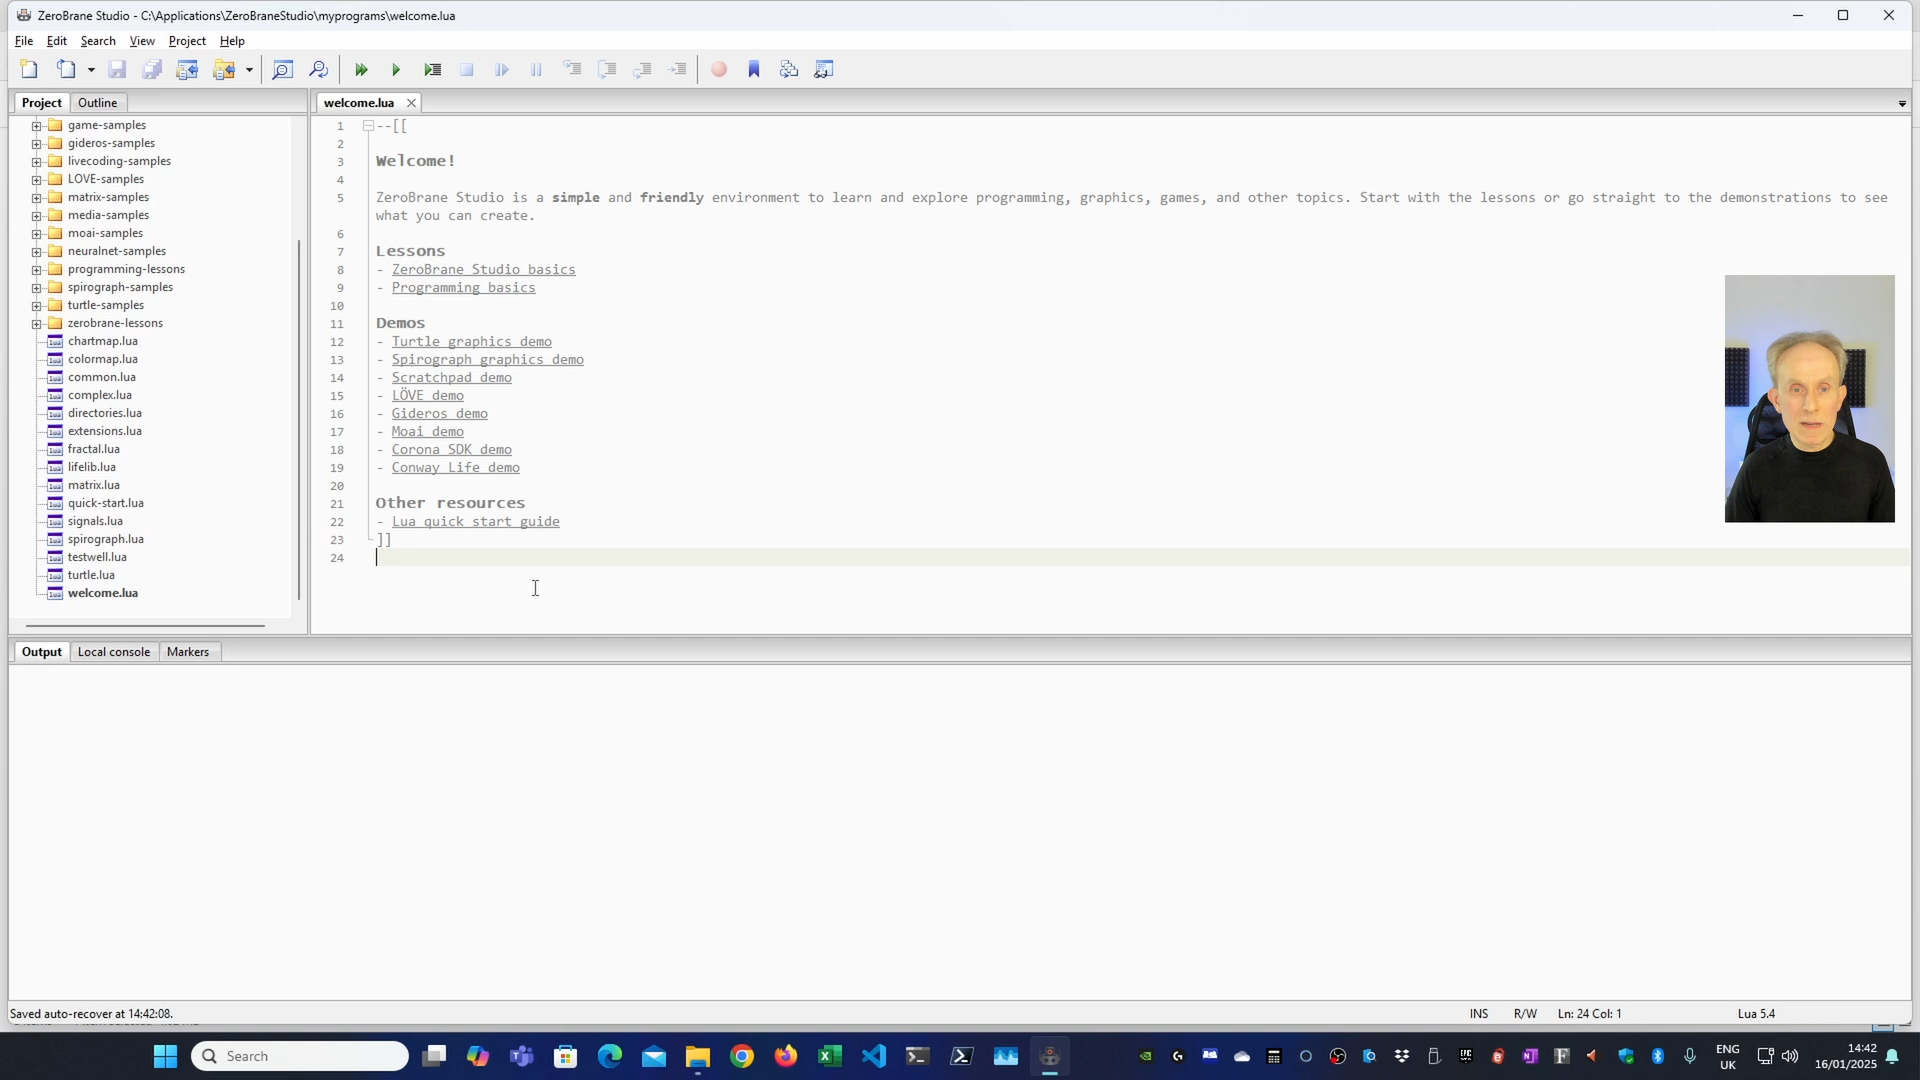 ZeroBrane Studio - C:\Applications\ZeroBraneStudio\myprograms\welcome.lua
File Edit Search View Project Help
Project Outline
welcome.lua
game-samples
gideros-samples
livecoding-samples
LOVE-samples
matrix-samples
media-samples
moai-samples
neuralnet-samples
programming-lessons
spirograph-samples
turtle-samples
zerobrane-lessons
chartmap.lua
colormap.lua
common.lua
complex.lua
directories.lua
extensions.lua
fractal.lua
lifelib.lua
matrix.lua
quick-start.lua
signals.lua
spirograph.lua
testwell.lua
turtle.lua
welcome.lua
1 --[[
2
3 Welcome!
4
5 ZeroBrane Studio is a simple and friendly environment to learn and explore programming, graphics, games, and other topics. Start with the lessons or go straight to the demonstrations to see
what you can create.
6
7 Lessons
8 - ZeroBrane Studio basics
9 - Programming basics
10
11 Demos
12 - Turtle graphics demo
13 - Spirograph graphics demo
14 - Scratchpad demo
15 - LÖVE demo
16 - Gideros demo
17 - Moai demo
18 - Corona SDK demo
19 - Conway Life demo
20
21 Other resources
22 - Lua quick start guide
23 ]]
24
Output Local console Markers
Saved auto-recover at 14:42:08.
INS R/W Ln: 24 Col: 1 Lua 5.4
Search
ENG
UK
14:42
16/01/2025